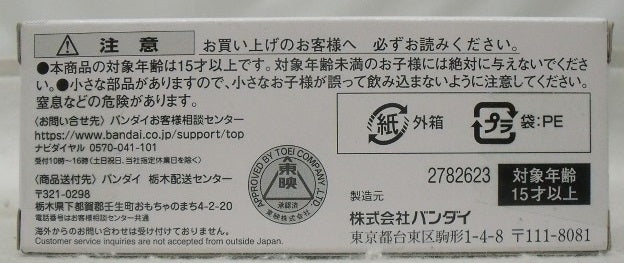 注意 お買い上げのお客様へ 必ずお読みください。
●本商品の対象年齢は15才以上です。対象年齢未満のお子様には絶対に与えないでくだ
さい。●小さな部品がありますので、小さなお子様が誤って飲み込まないように注意してください。
窒息などの危険があります。
〈お問い合せ先〉バンダイお客様相談センター
https://www.bandai.co.jp/support/top
ナビダイヤル 0570-041-101
受付10時～16時（土日祝日、当社指定休業日を除く）
〈商品送付先〉バンダイ 栃木配送センター
〒321-0298
栃木県下都賀郡壬生町おもちゃのまち4-2-20
電話番号はお客様相談センター共通
海外からのお問い合わせは受け付けておりません。
Customer service inquiries are not accepted from outside Japan.
APPROVED BY TOEI COMPANY, LTD.
東映
承認済
東映株式会社
紙 外箱
プラ 袋:PE
2782623
対象年齢
15才以上
製造元
株式会社バンダイ
東京都台東区駒形1-4-8 〒111-8081